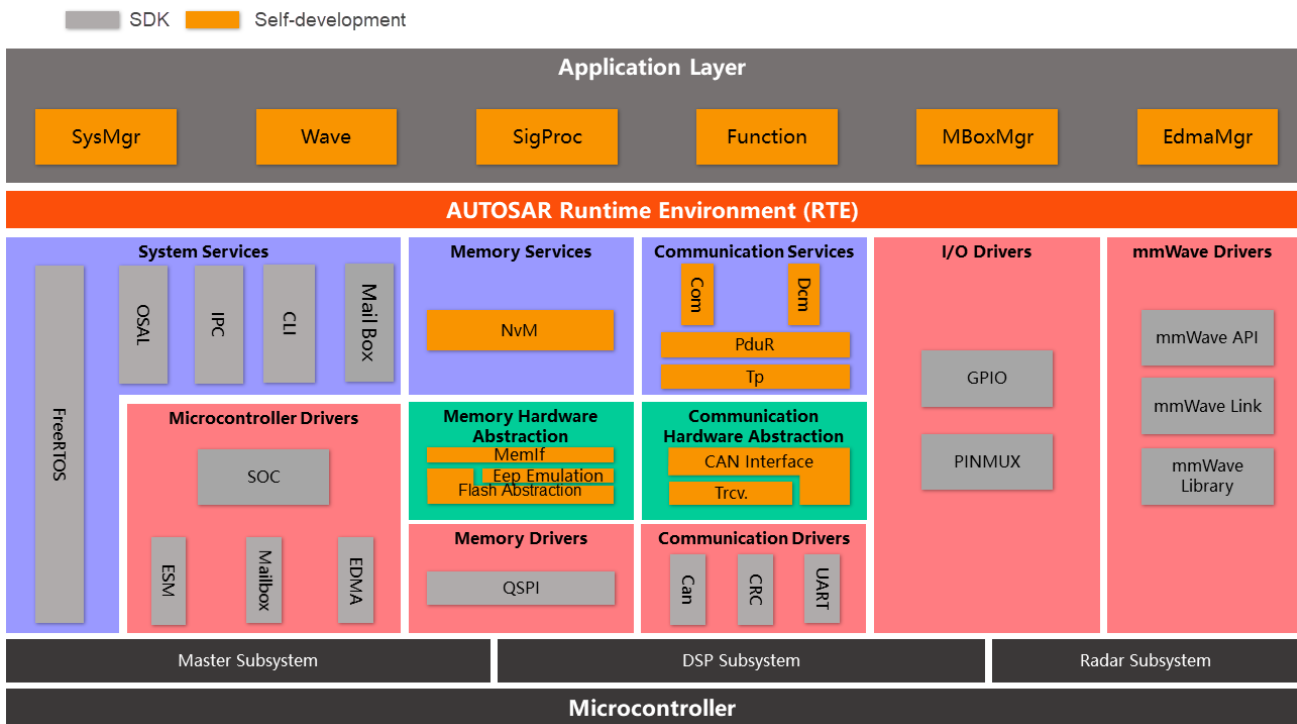 SDK
Self-development
Application Layer
SysMgr
Wave
SigProc
Function
MBoxMgr
EdmaMgr
AUTOSAR Runtime Environment (RTE)
System Services
FreeRTOS
OSAL
IPC
CLI
Mail Box
Microcontroller Drivers
SOC
ESM
Mailbox
EDMA
Memory Services
NvM
Memory Hardware
Abstraction
MemIf
Eep Emulation
Flash Abstraction
Memory Drivers
QSPI
Communication Services
Com
Dcm
PduR
Tp
Communication
Hardware Abstraction
CAN Interface
Trcv.
Communication Drivers
Can
CRC
UART
I/O Drivers
GPIO
PINMUX
mmWave Drivers
mmWave API
mmWave Link
mmWave
Library
Master Subsystem
DSP Subsystem
Radar Subsystem
Microcontroller